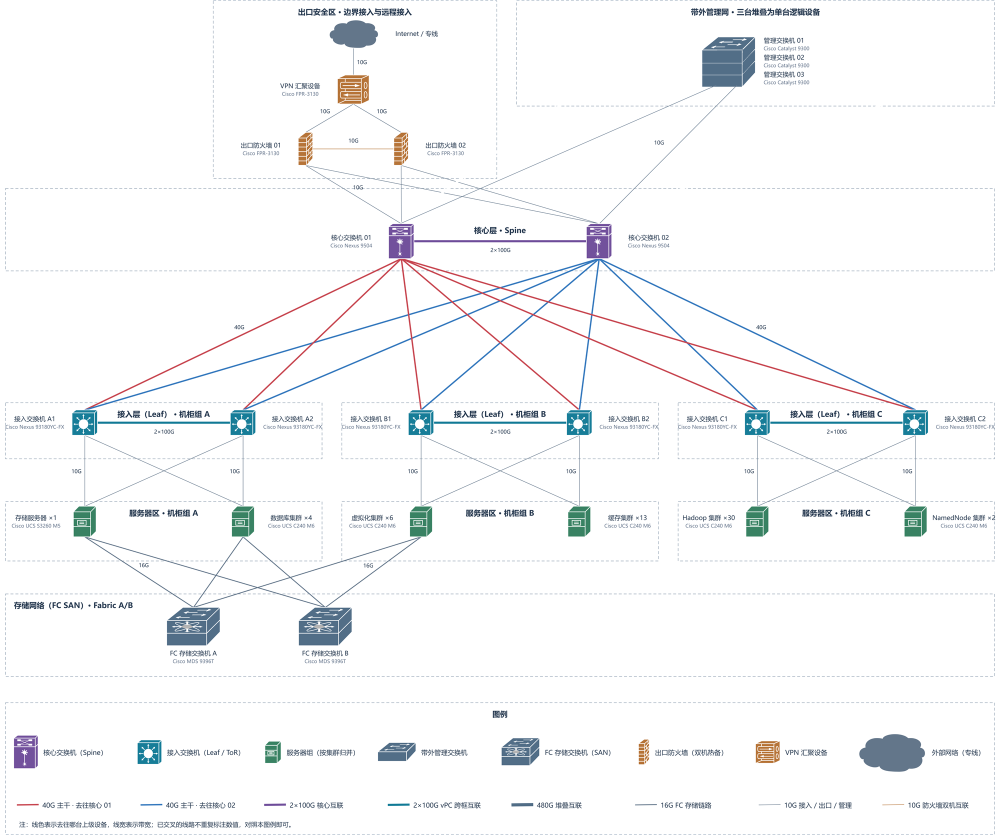 出口安全区・边界接入与远程接入
Internet / 专线
10G
VPN 汇聚设备
Cisco FPR-3130
10G
10G
出口防火墙 01
Cisco FPR-3130
10G
出口防火墙 02
Cisco FPR-3130
带外管理网・三台堆叠为单台逻辑设备
管理交换机 01
Cisco Catalyst 9300
管理交换机 02
Cisco Catalyst 9300
管理交换机 03
Cisco Catalyst 9300
10G
10G
核心交换机 01
Cisco Nexus 9504
核心层・Spine
2×100G
核心交换机 02
Cisco Nexus 9504
40G
40G
接入交换机 A1
Cisco Nexus 93180YC-FX
接入层（Leaf）・机柜组 A
2×100G
接入交换机 A2
Cisco Nexus 93180YC-FX
接入交换机 B1
Cisco Nexus 93180YC-FX
接入层（Leaf）・机柜组 B
2×100G
接入交换机 B2
Cisco Nexus 93180YC-FX
接入交换机 C1
Cisco Nexus 93180YC-FX
接入层（Leaf）・机柜组 C
2×100G
接入交换机 C2
Cisco Nexus 93180YC-FX
10G
10G
10G
10G
10G
10G
存储服务器 ×1
Cisco UCS S3260 M5
服务器区・机柜组 A
数据库集群 ×4
Cisco UCS C240 M6
虚拟化集群 ×6
Cisco UCS C240 M6
服务器区・机柜组 B
缓存集群 ×13
Cisco UCS C240 M6
Hadoop 集群 ×30
Cisco UCS C240 M6
服务器区・机柜组 C
NamedNode 集群 ×2
Cisco UCS C240 M6
16G
16G
存储网络（FC SAN）・Fabric A/B
FC 存储交换机 A
Cisco MDS 9396T
FC 存储交换机 B
Cisco MDS 9396T
图例
核心交换机（Spine）
接入交换机（Leaf / ToR）
服务器组（按集群归并）
带外管理交换机
FC 存储交换机（SAN）
出口防火墙（双机热备）
VPN 汇聚设备
外部网络（专线）
40G 主干 · 去往核心 01
40G 主干 · 去往核心 02
2×100G 核心互联
2×100G vPC 跨框互联
480G 堆叠互联
16G FC 存储链路
10G 接入 / 出口 / 管理
10G 防火墙双机互联
注：线色表示去往哪台上级设备，线宽表示带宽；已交叉的线路不重复标注数值，对照本图例即可。